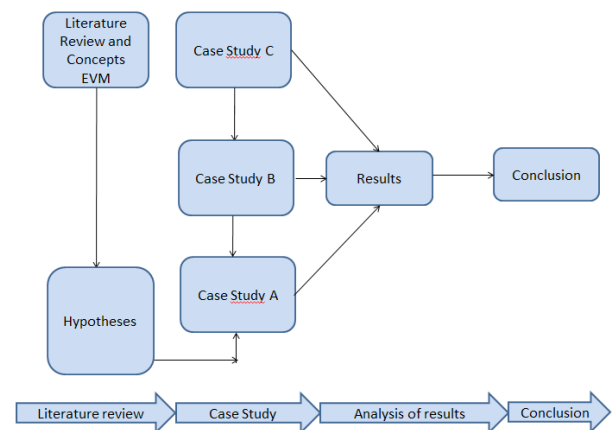 Literature
Review and
Concepts
EVM
Case Study C
Case Study B
Results
Conclusion
Case Study A
Hypotheses
Literature review
Case Study
Analysis of results
Conclusion